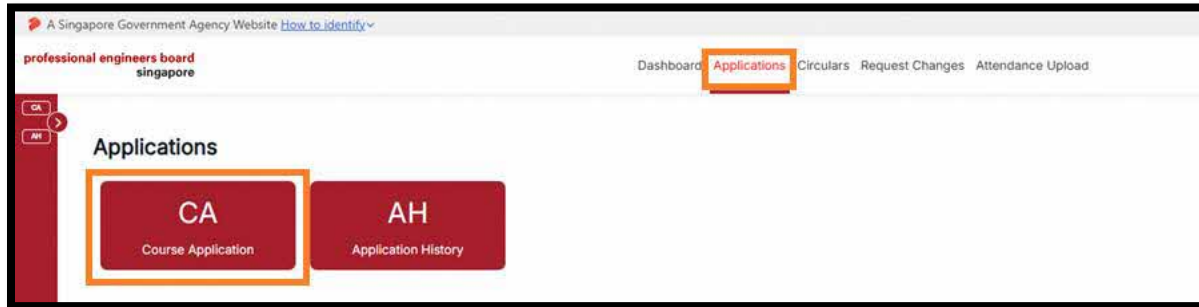 A Singapore Government Agency Website How to identify
professional engineers board
singapore
Dashboard Applications Circulars Request Changes Attendance Upload
CA
AH
Applications
CA AH
Course Application Application History